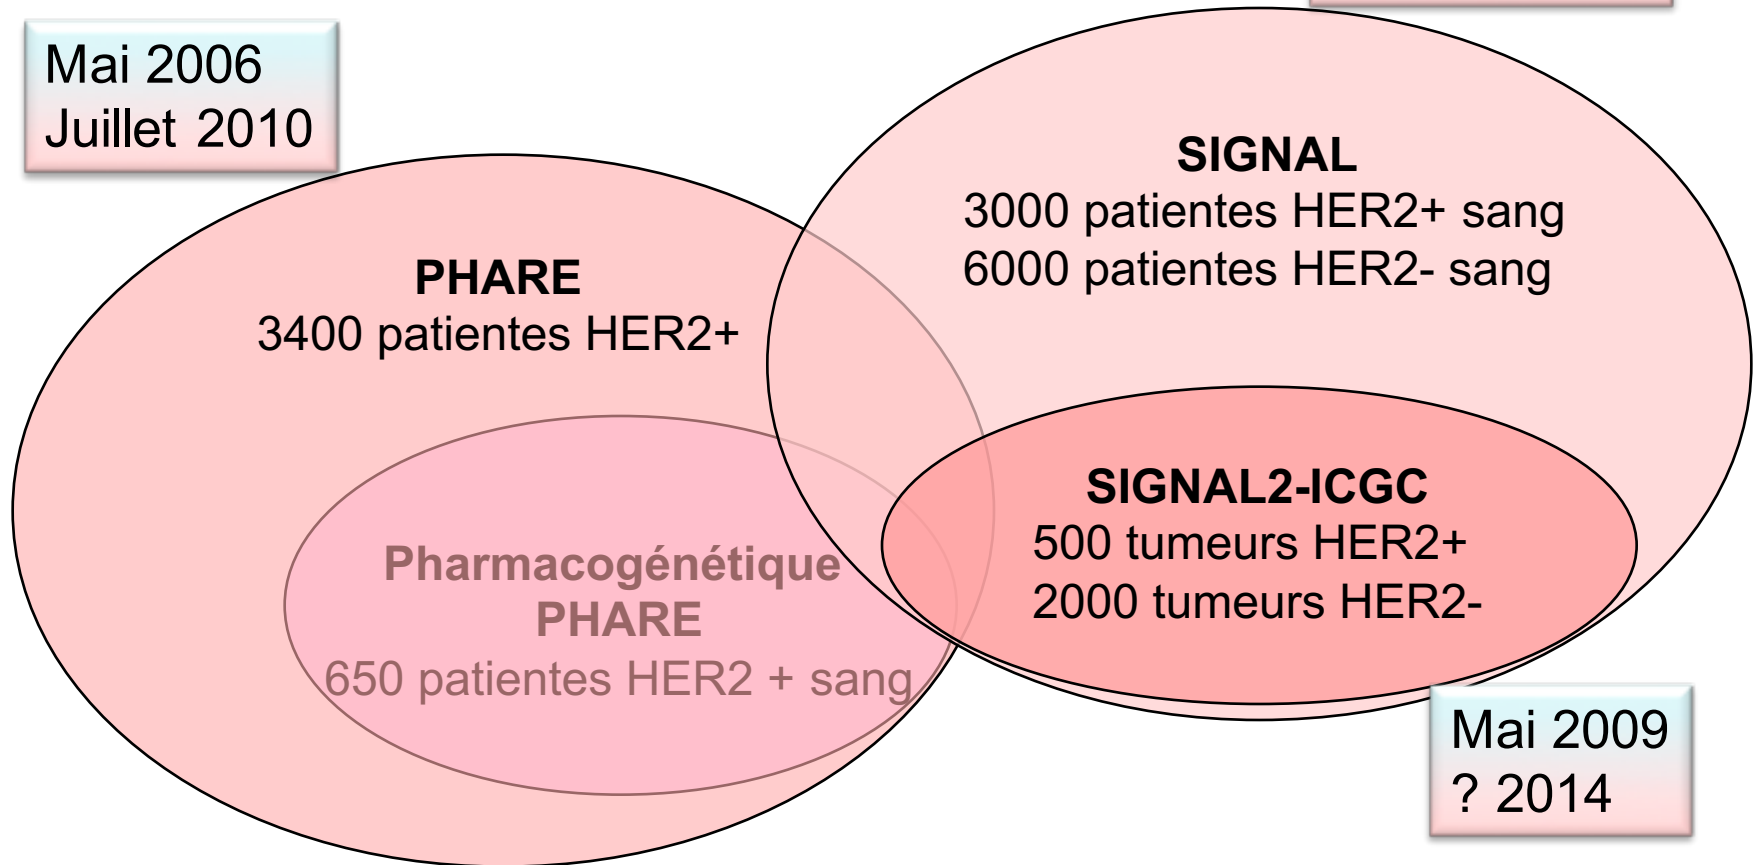 Mai 2006
Juillet 2010
SIGNAL
3000 patientes HER2+ sang
6000 patientes HER2- sang
PHARE
3400 patientes HER2+
SIGNAL2-ICGC
500 tumeurs HER2+
2000 tumeurs HER2-
Pharmacogénétique
PHARE
650 patientes HER2 + sang
Mai 2009
? 2014